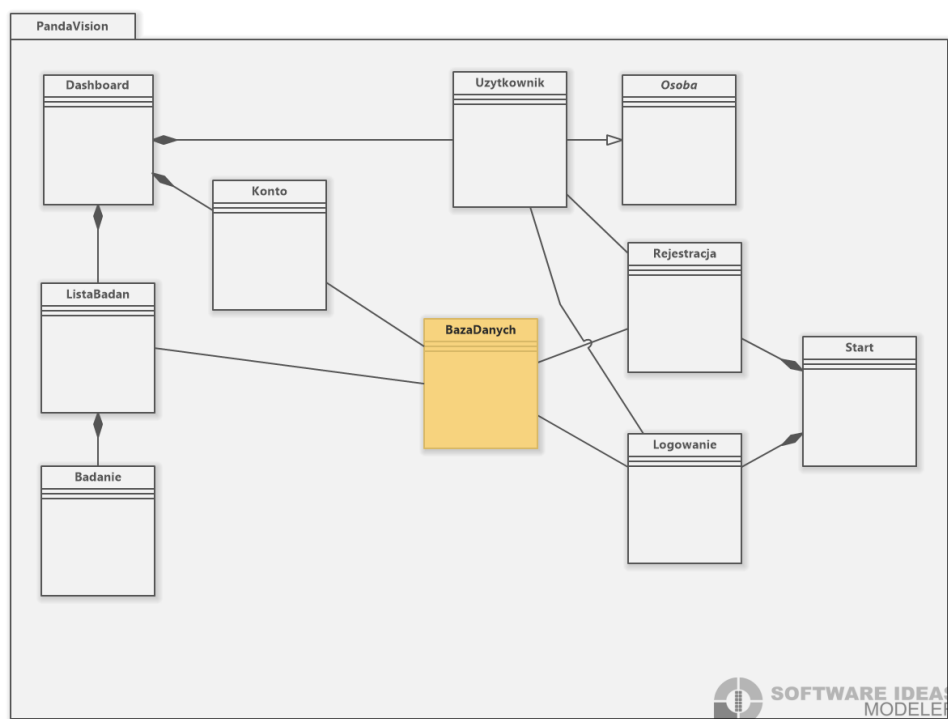 PandaVision
Dashboard
Uzytkownik
Osoba
Konto
Rejestracja
ListaBadan
BazaDanych
Start
Logowanie
Badanie
SOFTWARE IDEAS
MODELER